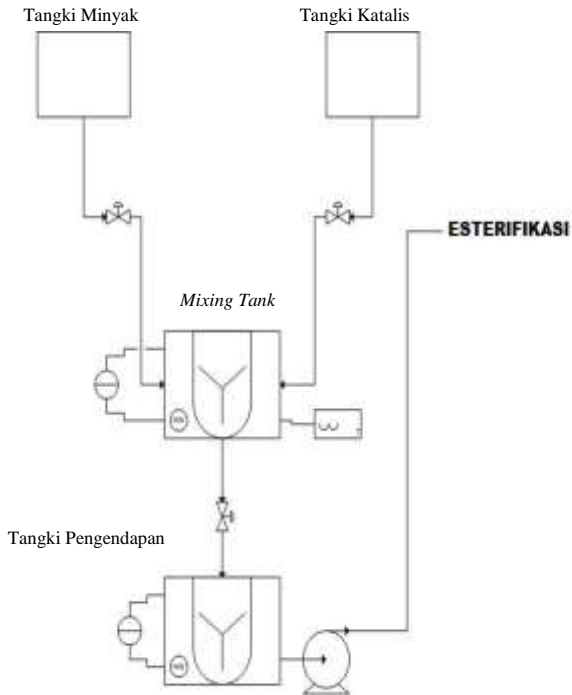 Tangki Minyak
Tangki Katalis
ESTERIFIKASI
Mixing Tank
Tangki Pengendapan